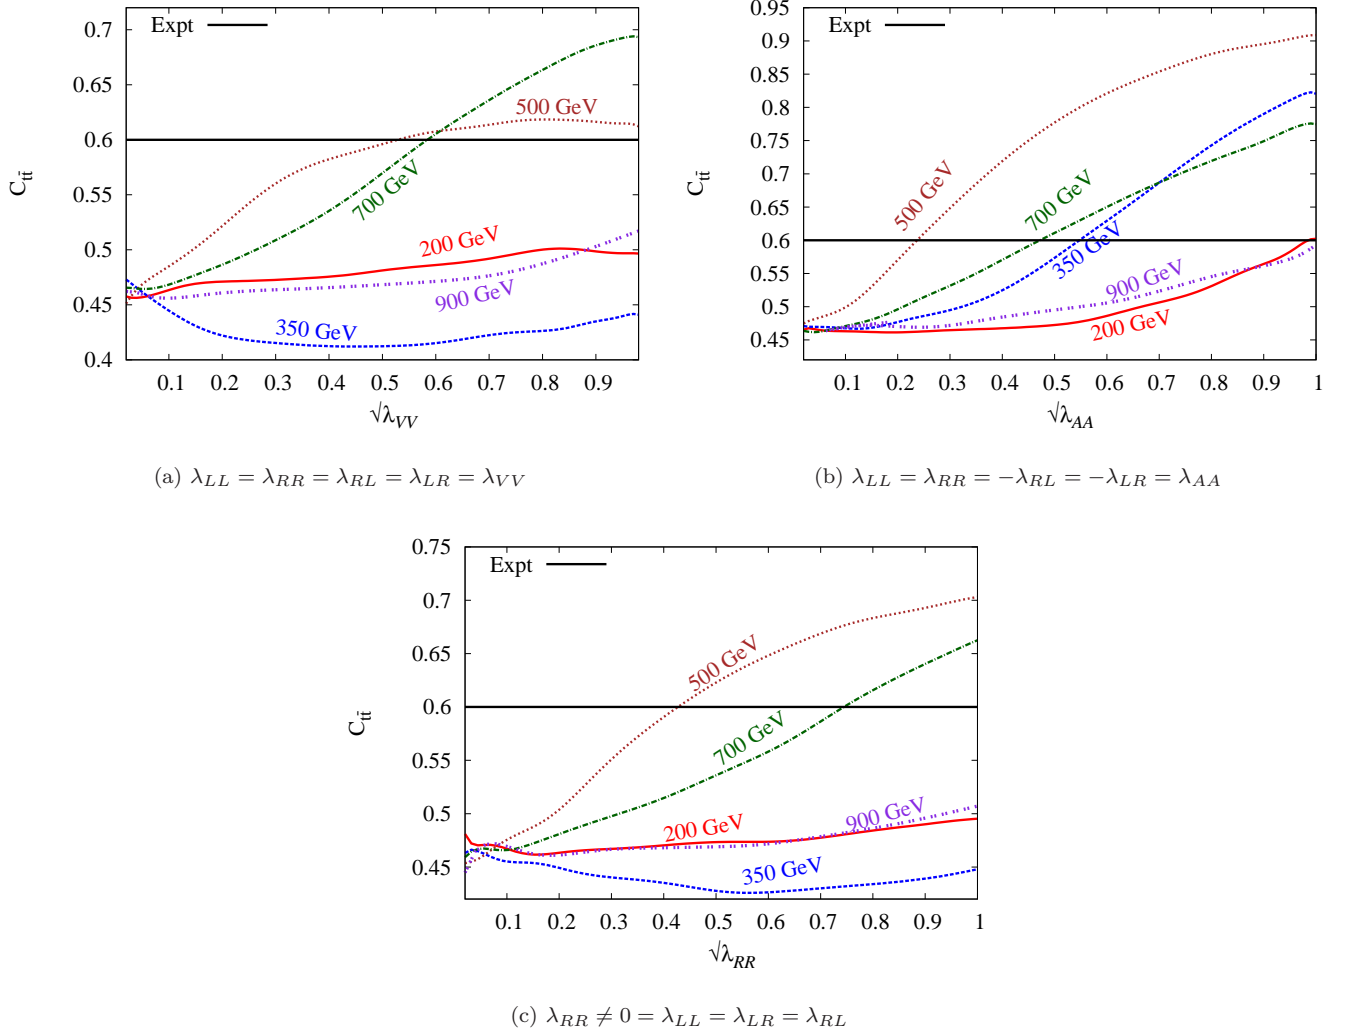 0.7
0.65
0.6
0.55
0.5
0.45
0.4
C_{tt̄}
Expt
500 GeV
700 GeV
200 GeV
900 GeV
350 GeV
0.1 0.2 0.3 0.4 0.5 0.6 0.7 0.8 0.9
√λ_{VV}
(a) λ_{LL} = λ_{RR} = λ_{RL} = λ_{LR} = λ_{VV}
0.95
0.9
0.85
0.8
0.75
0.7
0.65
0.6
0.55
0.5
0.45
C_{tt̄}
Expt
500 GeV
700 GeV
350 GeV
900 GeV
200 GeV
0.1 0.2 0.3 0.4 0.5 0.6 0.7 0.8 0.9 1
√λ_{AA}
(b) λ_{LL} = λ_{RR} = −λ_{RL} = −λ_{LR} = λ_{AA}
0.75
0.7
0.65
0.6
0.55
0.5
0.45
C_{tt̄}
Expt
500 GeV
700 GeV
200 GeV
900 GeV
350 GeV
0.1 0.2 0.3 0.4 0.5 0.6 0.7 0.8 0.9 1
√λ_{RR}
(c) λ_{RR} ≠ 0 = λ_{LL} = λ_{LR} = λ_{RL}